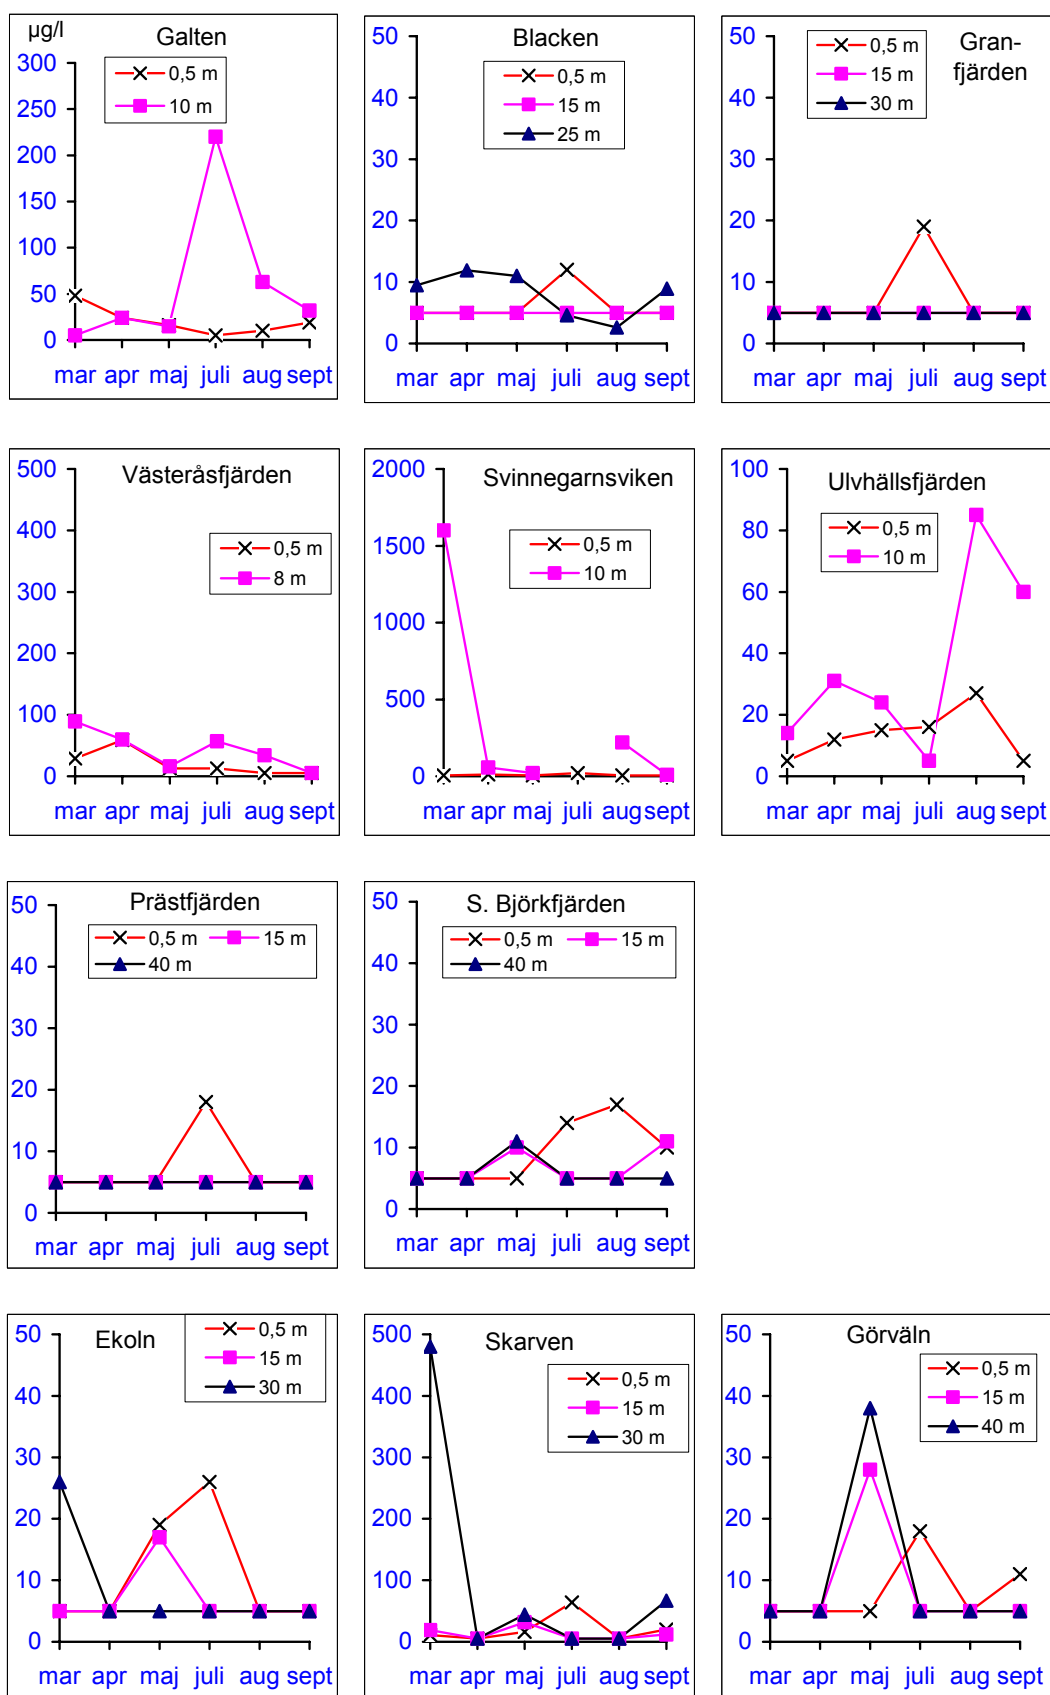 µg/l
Galten
300
250
200
150
100
50
0
0,5 m
10 m
mar apr maj juli aug sept
Blacken
50
40
30
20
10
0
0,5 m
15 m
25 m
mar apr maj juli aug sept
Gran-
fjärden
50
40
30
20
10
0
0,5 m
15 m
30 m
mar apr maj juli aug sept
Västeråsfjärden
500
400
300
200
100
0
0,5 m
8 m
mar apr maj juli aug sept
Svinnegarnsviken
2000
1500
1000
500
0
0,5 m
10 m
mar apr maj juli aug sept
Ulvhällsfjärden
100
80
60
40
20
0
0,5 m
10 m
mar apr maj juli aug sept
Prästfjärden
50
40
30
20
10
0
0,5 m 15 m
40 m
mar apr maj juli aug sept
S. Björkfjärden
50
40
30
20
10
0
0,5 m 15 m
40 m
mar apr maj juli aug sept
Ekoln
50
40
30
20
10
0
0,5 m
15 m
30 m
mar apr maj juli aug sept
Skarven
500
400
300
200
100
0
0,5 m
15 m
30 m
mar apr maj juli aug sept
Görväln
50
40
30
20
10
0
0,5 m
15 m
40 m
mar apr maj juli aug sept